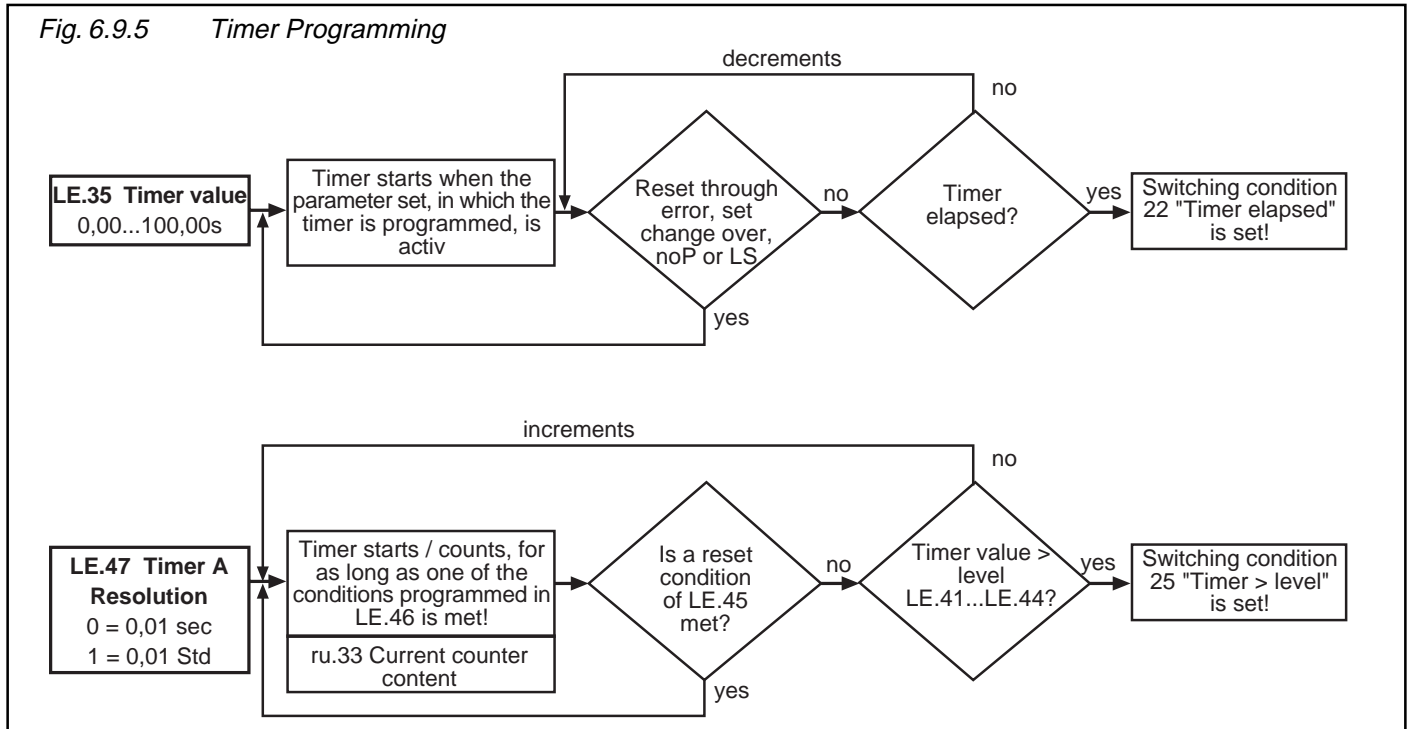 Fig. 6.9.5 Timer Programming
decrements
no
LE.35 Timer value
0,00...100,00s
Timer starts when the
parameter set, in which the
timer is programmed, is
activ
Reset through
error, set
change over,
noP or LS
no
Timer
elapsed?
yes
Switching condition
22 "Timer elapsed"
is set!
yes
increments
no
LE.47 Timer A
Resolution
0 = 0,01 sec
1 = 0,01 Std
Timer starts / counts, for
as long as one of the
conditions programmed in
LE.46 is met!
ru.33 Current counter
content
Is a reset
condition
of LE.45
met?
no
Timer value >
level
LE.41...LE.44?
yes
Switching condition
25 "Timer > level"
is set!
yes